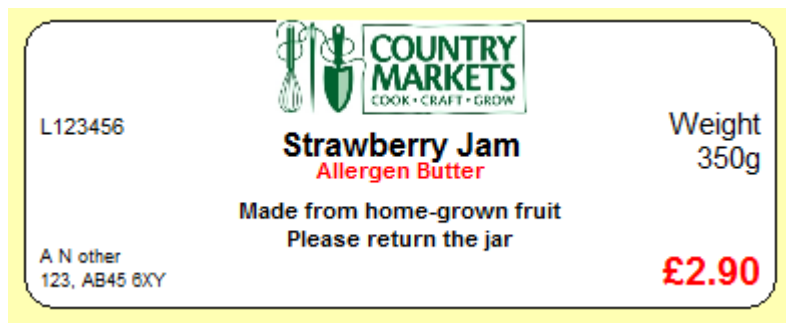 COUNTRY
MARKETS
COOK • CRAFT • GROW
L123456
Strawberry Jam
Allergen Butter
Weight
350g
Made from home-grown fruit
Please return the jar
A N other
123, AB45 6XY
£2.90